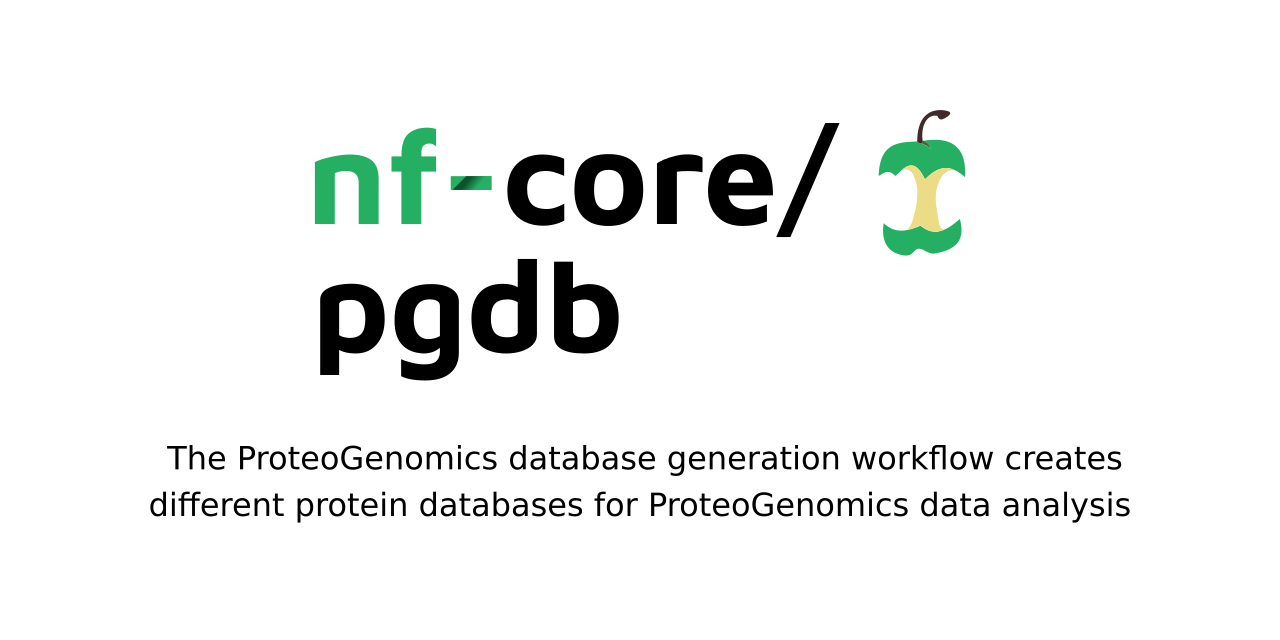 nf-core/
pgdb
The ProteoGenomics database generation workflow creates
different protein databases for ProteoGenomics data analysis